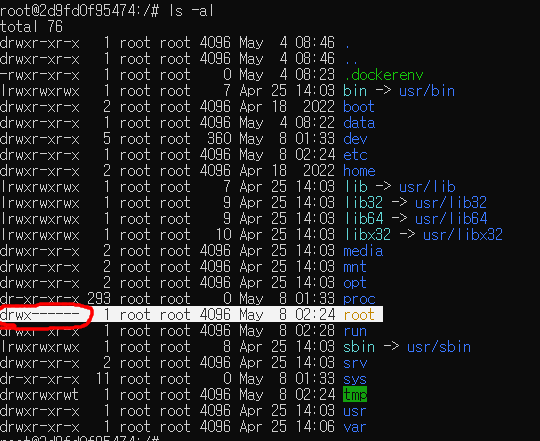 root@2d9fd0f95474:/# ls -al
total 76
drwxr-xr-x 1 root root 4096 May 4 08:46 .
drwxr-xr-x 1 root root 4096 May 4 08:46 ..
-rwxr-xr-x 1 root root 0 May 4 08:23 .dockerenv
lrwxrwxrwx 1 root root 7 Apr 25 14:03 bin -> usr/bin
drwxr-xr-x 2 root root 4096 Apr 18 2022 boot
drwxr-xr-x 2 root root 4096 May 4 08:22 data
drwxr-xr-x 5 root root 360 May 8 01:33 dev
drwxr-xr-x 1 root root 4096 May 8 02:24 etc
drwxr-xr-x 2 root root 4096 Apr 18 2022 home
lrwxrwxrwx 1 root root 7 Apr 25 14:03 lib -> usr/lib
lrwxrwxrwx 1 root root 9 Apr 25 14:03 lib32 -> usr/lib32
lrwxrwxrwx 1 root root 9 Apr 25 14:03 lib64 -> usr/lib64
lrwxrwxrwx 1 root root 10 Apr 25 14:03 libx32 -> usr/libx32
drwxr-xr-x 2 root root 4096 Apr 25 14:03 media
drwxr-xr-x 2 root root 4096 Apr 25 14:03 mnt
drwxr-xr-x 2 root root 4096 Apr 25 14:03 opt
dr-xr-xr-x 293 root root 0 May 8 01:33 proc
drwx------ 1 root root 4096 May 8 02:24 root
drwxr-xr-x 1 root root 4096 May 8 02:28 run
lrwxrwxrwx 1 root root 8 Apr 25 14:03 sbin -> usr/sbin
drwxr-xr-x 2 root root 4096 Apr 25 14:03 srv
dr-xr-xr-x 11 root root 0 May 8 01:33 sys
drwxrwxrwt 1 root root 4096 May 8 02:24 tmp
drwxr-xr-x 1 root root 4096 Apr 25 14:03 usr
drwxr-xr-x 1 root root 4096 Apr 25 14:06 var
root@2d9fd0f95474:/#